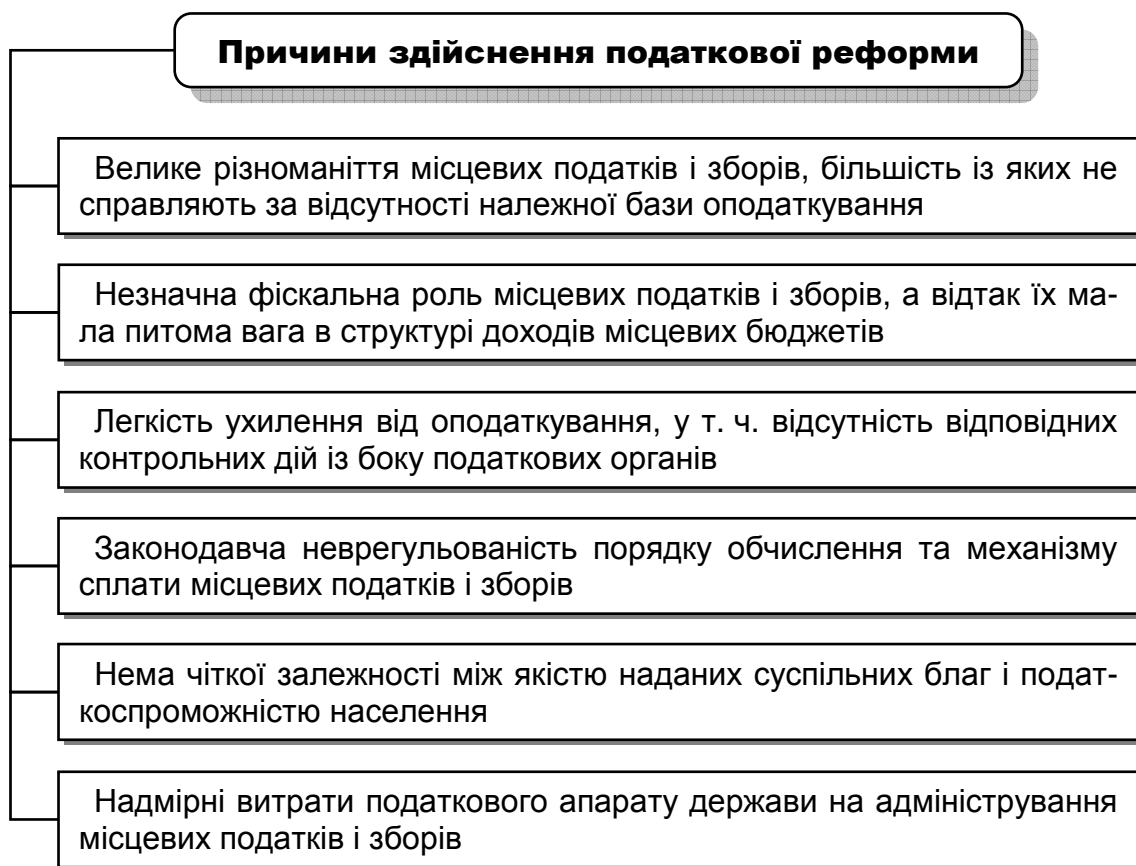 Причини здійснення податкової реформи
Велике різноманіття місцевих податків і зборів, більшість із яких не
справляють за відсутності належної бази оподаткування
Незначна фіскальна роль місцевих податків і зборів, а відтак їх ма-
ла питома вага в структурі доходів місцевих бюджетів
Легкість ухилення від оподаткування, у т. ч. відсутність відповідних
контрольних дій із боку податкових органів
Законодавча неврегульованість порядку обчислення та механізму
сплати місцевих податків і зборів
Нема чіткої залежності між якістю наданих суспільних благ і подат-
коспроможністю населення
Надмірні витрати податкового апарату держави на адміністрування
місцевих податків і зборів